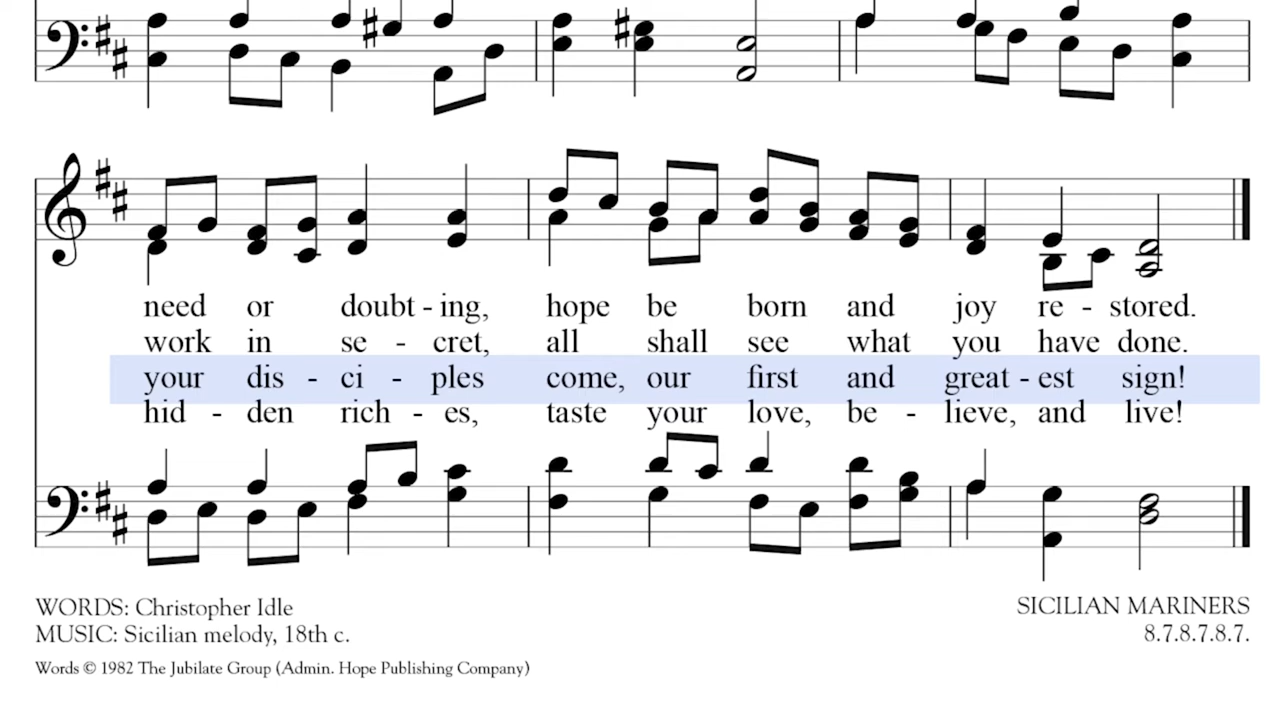 need or doubt - ing, hope be born and joy re - stored.
work in se - cret, all shall see what you have done.
your dis - ci - ples come, our first and great - est sign!
hid - den rich - es, taste your love, be - lieve, and live!
WORDS: Christopher Idle
MUSIC: Sicilian melody, 18th c.
SICILIAN MARINERS
8.7.8.7.8.7.
Words © 1982 The Jubilate Group (Admin. Hope Publishing Company)